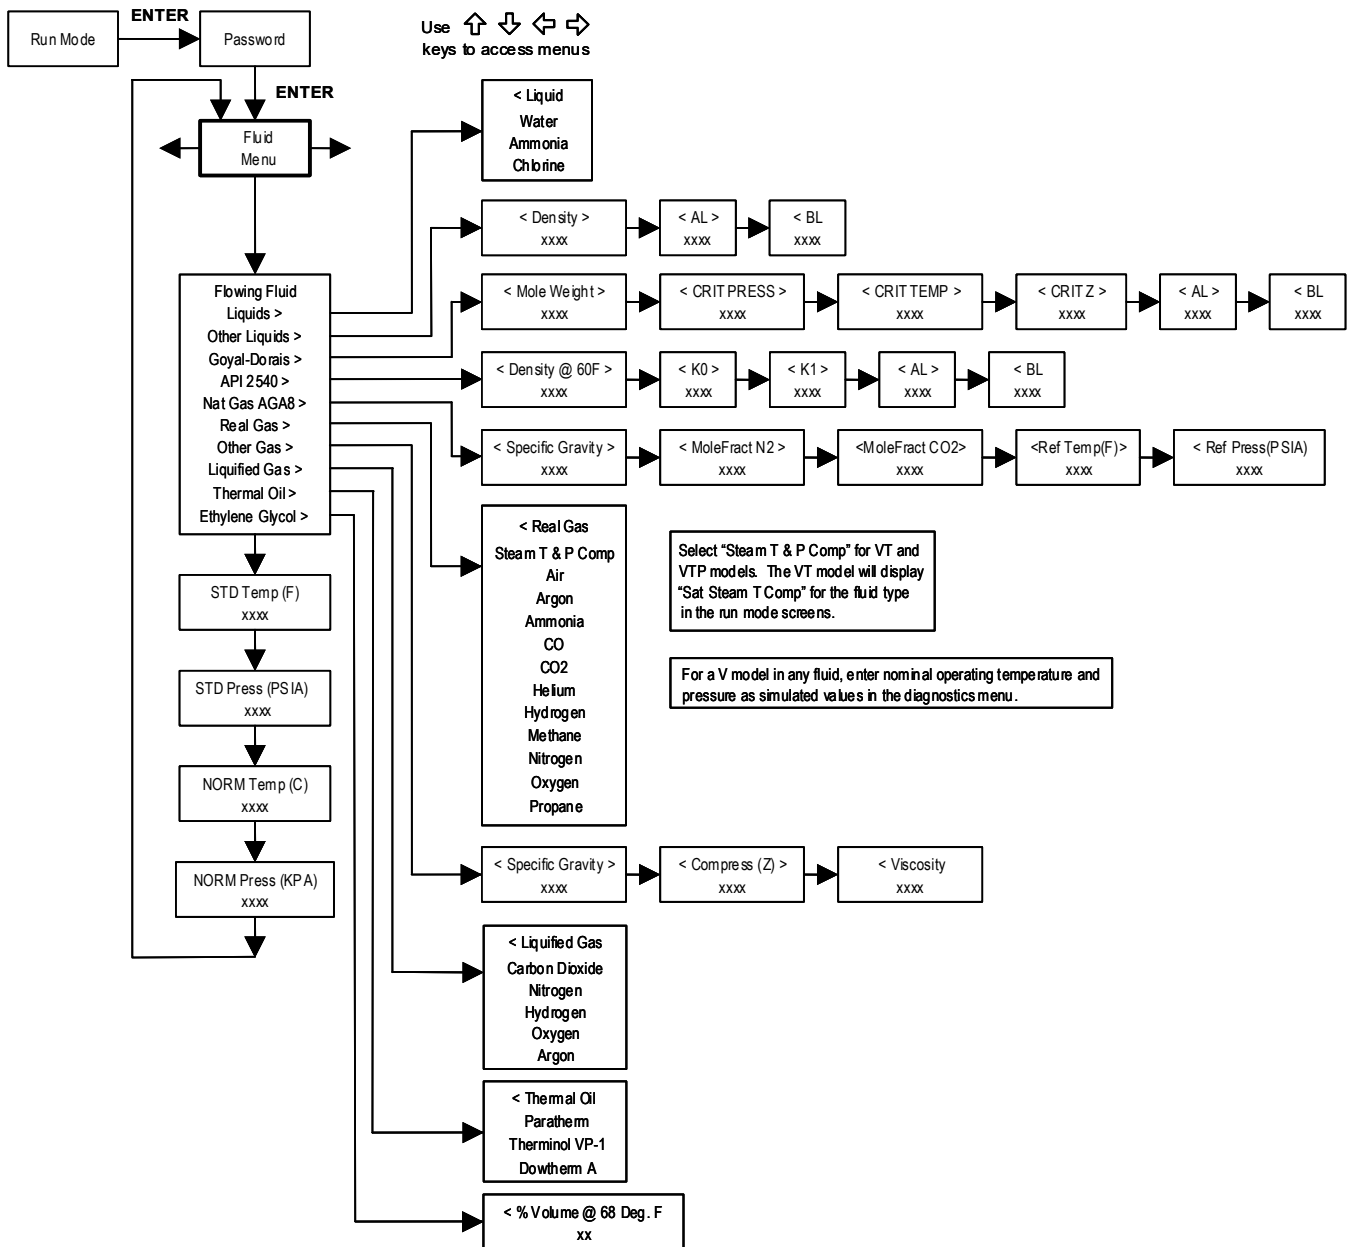 Run Mode
ENTER
Password
Use
keys to access menus
ENTER
Fluid
Menu
< Liquid
Water
Ammonia
Chlorine
< Density >
xxxx
< AL >
xxxx
< BL
xxxx
Flowing Fluid
Liquids >
Other Liquids >
Goyal-Dorais >
API 2540 >
Nat Gas AGA8 >
Real Gas >
Other Gas >
Liquified Gas >
Thermal Oil >
Ethylene Glycol >
< Mole Weight >
xxxx
< CRIT PRESS >
xxxx
< CRIT TEMP >
xxxx
< CRIT Z >
xxxx
< AL >
xxxx
< BL
xxxx
< Density @ 60F >
xxxx
< K0 >
xxxx
< K1 >
xxxx
< AL >
xxxx
< BL
xxxx
< Specific Gravity >
xxxx
< MoleFract N2 >
xxxx
<MoleFract CO2>
xxxx
<Ref Temp(F)>
xxxx
< Ref Press(PSIA)
xxxx
< Real Gas
Steam T & P Comp
Air
Argon
Ammonia
CO
CO2
Helium
Hydrogen
Methane
Nitrogen
Oxygen
Propane
Select “Steam T & P Comp” for VT and
VTP models. The VT model will display
“Sat Steam T Comp” for the fluid type
in the run mode screens.
For a V model in any fluid, enter nominal operating temperature and
pressure as simulated values in the diagnostics menu.
STD Temp (F)
xxxx
STD Press (PSIA)
xxxx
NORM Temp (C)
xxxx
NORM Press (KPA)
xxxx
< Specific Gravity >
xxxx
< Compress (Z) >
xxxx
< Viscosity
xxxx
< Liquified Gas
Carbon Dioxide
Nitrogen
Hydrogen
Oxygen
Argon
< Thermal Oil
Paratherm
Therminol VP-1
Dowtherm A
< % Volume @ 68 Deg. F
xx